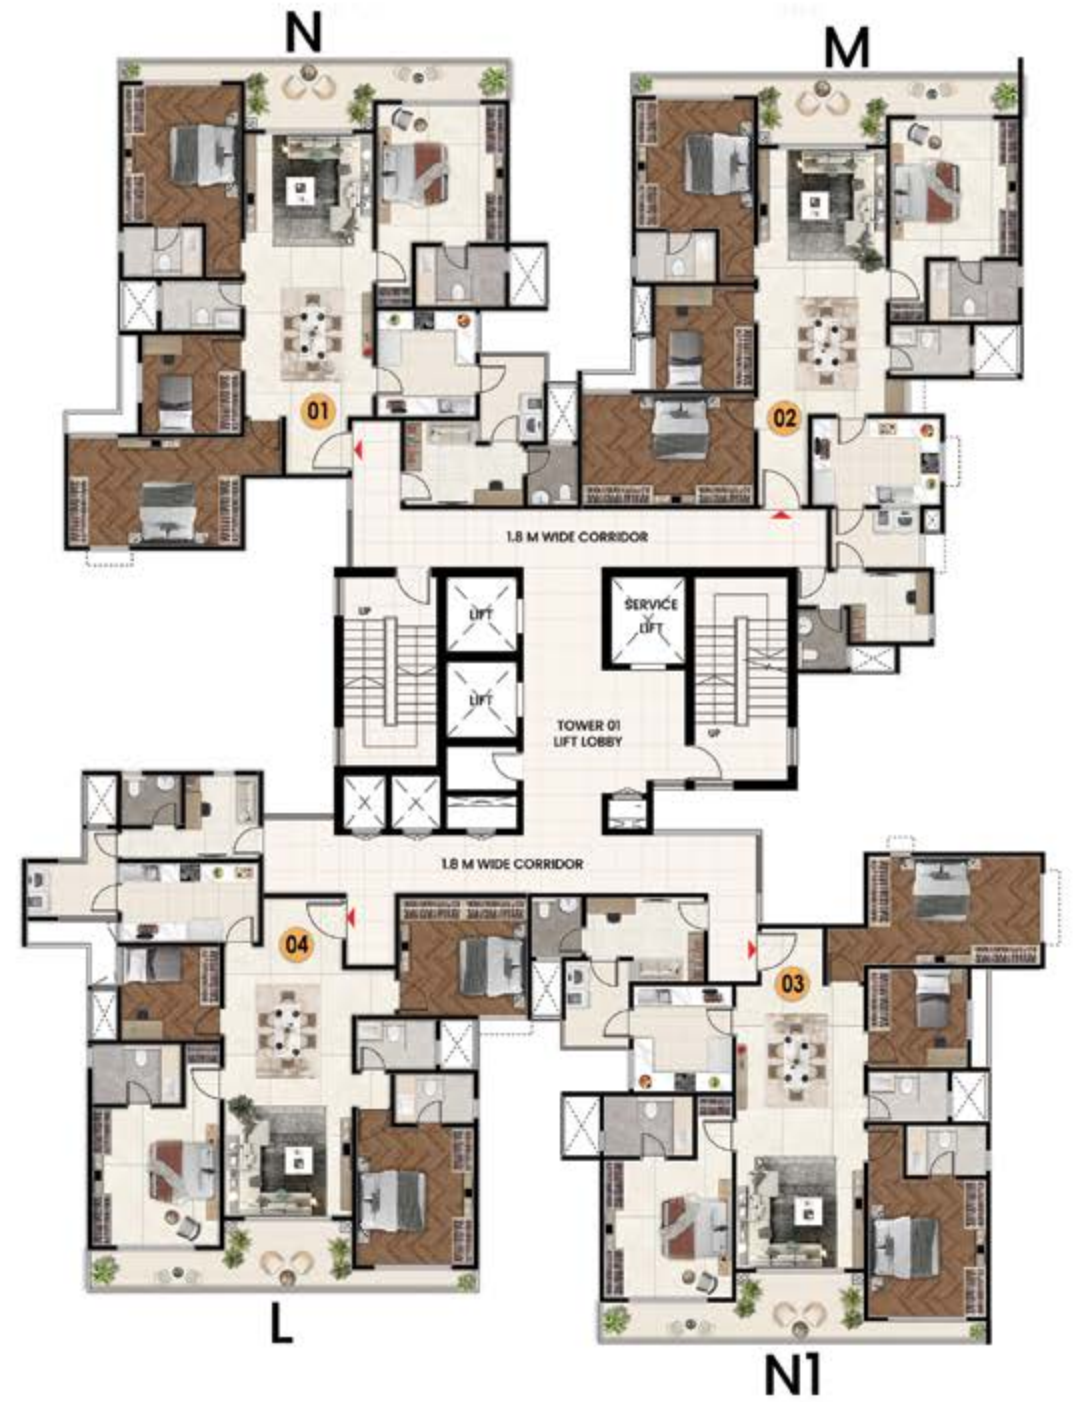 N
M
01
02
1.8 M WIDE CORRIDOR
UP
LIFT
SERVICE
LIFT
LIFT
TOWER 01
LIFT LOBBY
UP
1.8 M WIDE CORRIDOR
04
03
L
N1